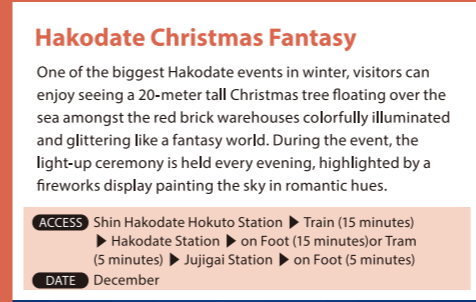 Hakodate Christmas Fantasy
One of the biggest Hakodate events in winter, visitors can
enjoy seeing a 20-meter tall Christmas tree floating over the
sea amongst the red brick warehouses colorfully illuminated
and glittering like a fantasy world. During the event, the
light-up ceremony is held every evening, highlighted by a
fireworks display painting the sky in romantic hues.
ACCESS Shin Hakodate Hokuto Station ▶ Train (15 minutes)
▶ Hakodate Station ▶ on Foot (15 minutes)or Tram
(5 minutes) ▶ Jujigai Station ▶ on Foot (5 minutes)
DATE December